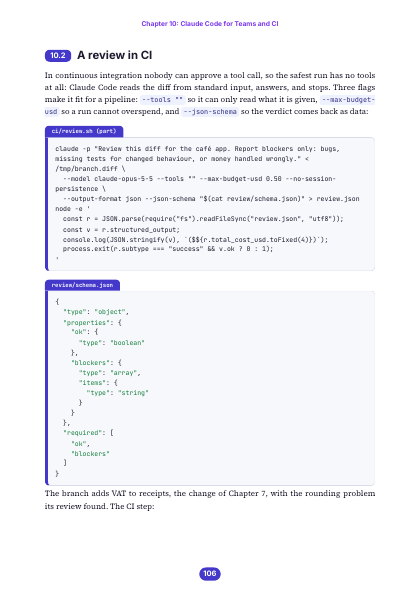 Chapter 10: Claude Code for Teams and CI
10.2 A review in CI
In continuous integration nobody can approve a tool call, so the safest run has no tools
at all: Claude Code reads the diff from standard input, answers, and stops. Three flags
make it fit for a pipeline: --tools "" so it can only read what it is given, --max-budget-
usd so a run cannot overspend, and --json-schema so the verdict comes back as data:
ci/review.sh (part)
claude -p "Review this diff for the café app. Report blockers only: bugs,
missing tests for changed behaviour, or money handled wrongly." <
/tmp/branch.diff \
--model claude-opus-5-5 --tools "" --max-budget-usd 0.50 --no-session-
persistence \
--output-format json --json-schema "$(cat review/schema.json)" > review.json
node -e '
const r = JSON.parse(require("fs").readFileSync("review.json", "utf8"));
const v = r.structured_output;
console.log(JSON.stringify(v), `($${r.total_cost_usd.toFixed(4)})`);
process.exit(r.subtype === "success" && v.ok ? 0 : 1);
'
review/schema.json
{
"type": "object",
"properties": {
"ok": {
"type": "boolean"
},
"blockers": {
"type": "array",
"items": {
"type": "string"
}
}
},
"required": [
"ok",
"blockers"
]
}
The branch adds VAT to receipts, the change of Chapter 7, with the rounding problem
its review found. The CI step:
106